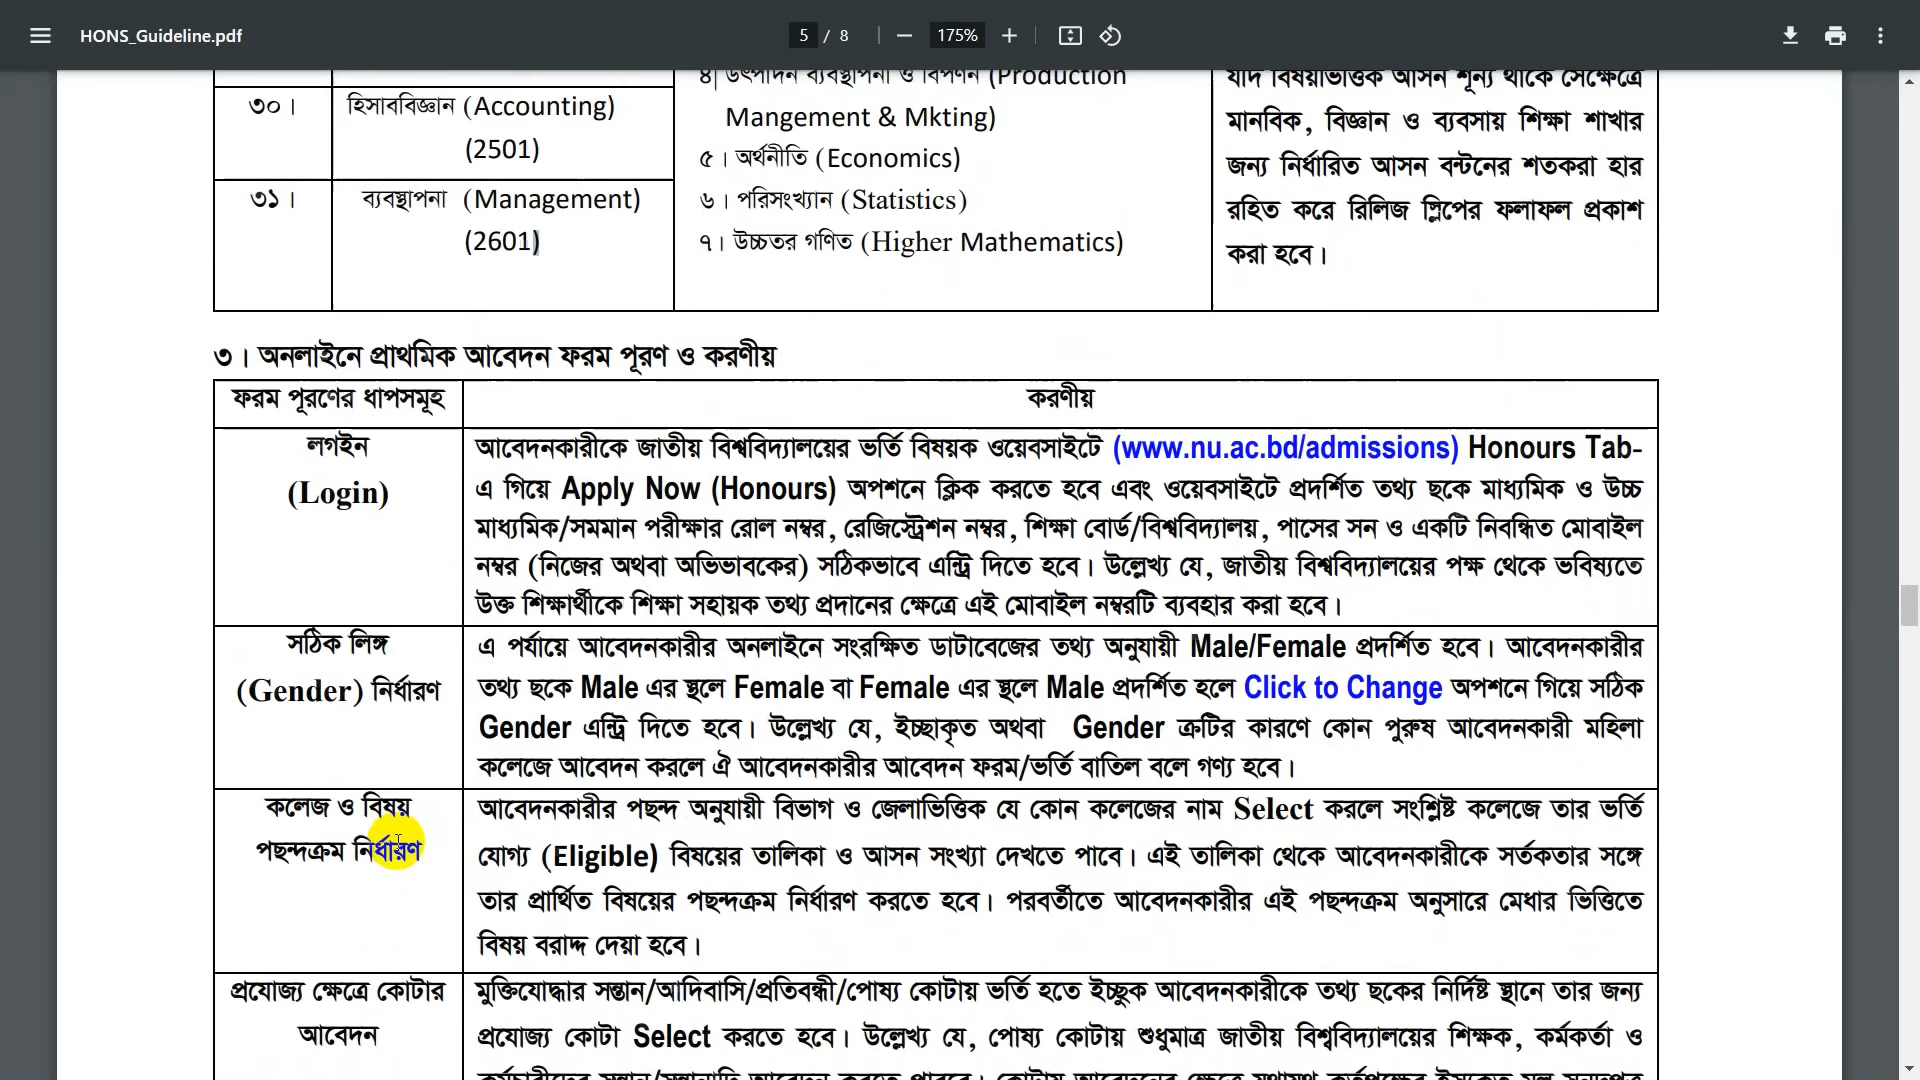 HONS_Guideline.pdf
5 / 8
175%
৪| উৎপাদন ব্যবস্থাপনা ও বিপণন (Production
Mangement & Mkting)
৫। অর্থনীতি (Economics)
৬। পরিসংখ্যান (Statistics)
৭। উচ্চতর গণিত (Higher Mathematics)
৩০।
হিসাববিজ্ঞান (Accounting)
(2501)
৩১।
ব্যবস্থাপনা (Management)
(2601)
যদি বিষয়ভিত্তিক আসন শূন্য থাকে সেক্ষেত্রে
মানবিক, বিজ্ঞান ও ব্যবসায় শিক্ষা শাখার
জন্য নির্ধারিত আসন বন্টনের শতকরা হার
রহিত করে রিলিজ স্লিপের ফলাফল প্রকাশ
করা হবে।
৩। অনলাইনে প্রাথমিক আবেদন ফরম পূরণ ও করণীয়
ফরম পূরণের ধাপসমূহ
করণীয়
লগইন
(Login)
আবেদনকারীকে জাতীয় বিশ্ববিদ্যালয়ের ভর্তি বিষয়ক ওয়েবসাইটে (www.nu.ac.bd/admissions) Honours Tab-
এ গিয়ে Apply Now (Honours) অপশনে ক্লিক করতে হবে এবং ওয়েবসাইটে প্রদর্শিত তথ্য ছকে মাধ্যমিক ও উচ্চ
মাধ্যমিক/সমমান পরীক্ষার রোল নম্বর, রেজিস্ট্রেশন নম্বর, শিক্ষা বোর্ড/বিশ্ববিদ্যালয়, পাসের সন ও একটি নিবন্ধিত মোবাইল
নম্বর (নিজের অথবা অভিভাবকের) সঠিকভাবে এন্ট্রি দিতে হবে। উল্লেখ্য যে, জাতীয় বিশ্ববিদ্যালয়ের পক্ষ থেকে ভবিষ্যতে
উক্ত শিক্ষার্থীকে শিক্ষা সহায়ক তথ্য প্রদানের ক্ষেত্রে এই মোবাইল নম্বরটি ব্যবহার করা হবে।
সঠিক লিঙ্গ
(Gender) নির্ধারণ
এ পর্যায়ে আবেদনকারীর অনলাইনে সংরক্ষিত ডাটাবেজের তথ্য অনুযায়ী Male/Female প্রদর্শিত হবে। আবেদনকারীর
তথ্য ছকে Male এর স্থলে Female বা Female এর স্থলে Male প্রদর্শিত হলে Click to Change অপশনে গিয়ে সঠিক
Gender এন্ট্রি দিতে হবে। উল্লেখ্য যে, ইচ্ছাকৃত অথবা Gender ত্রুটির কারণে কোন পুরুষ আবেদনকারী মহিলা
কলেজে আবেদন করলে ঐ আবেদনকারীর আবেদন ফরম/ভর্তি বাতিল বলে গণ্য হবে।
কলেজ ও বিষয়
পছন্দক্রম নির্ধারণ
আবেদনকারীর পছন্দ অনুযায়ী বিভাগ ও জেলাভিত্তিক যে কোন কলেজের নাম Select করলে সংশ্লিষ্ট কলেজে তার ভর্তি
যোগ্য (Eligible) বিষয়ের তালিকা ও আসন সংখ্যা দেখতে পাবে। এই তালিকা থেকে আবেদনকারীকে সর্তকতার সঙ্গে
তার প্রার্থিত বিষয়ের পছন্দক্রম নির্ধারণ করতে হবে। পরবর্তীতে আবেদনকারীর এই পছন্দক্রম অনুসারে মেধার ভিত্তিতে
বিষয় বরাদ্দ দেয়া হবে।
প্রযোজ্য ক্ষেত্রে কোটার
আবেদন
মুক্তিযোদ্ধার সন্তান/আদিবাসি/প্রতিবন্ধী/পোষ্য কোটায় ভর্তি হতে ইচ্ছুক আবেদনকারীকে তথ্য ছকের নির্দিষ্ট স্থানে তার জন্য
প্রযোজ্য কোটা Select করতে হবে। উল্লেখ্য যে, পোষ্য কোটায় শুধুমাত্র জাতীয় বিশ্ববিদ্যালয়ের শিক্ষক, কর্মকর্তা ও